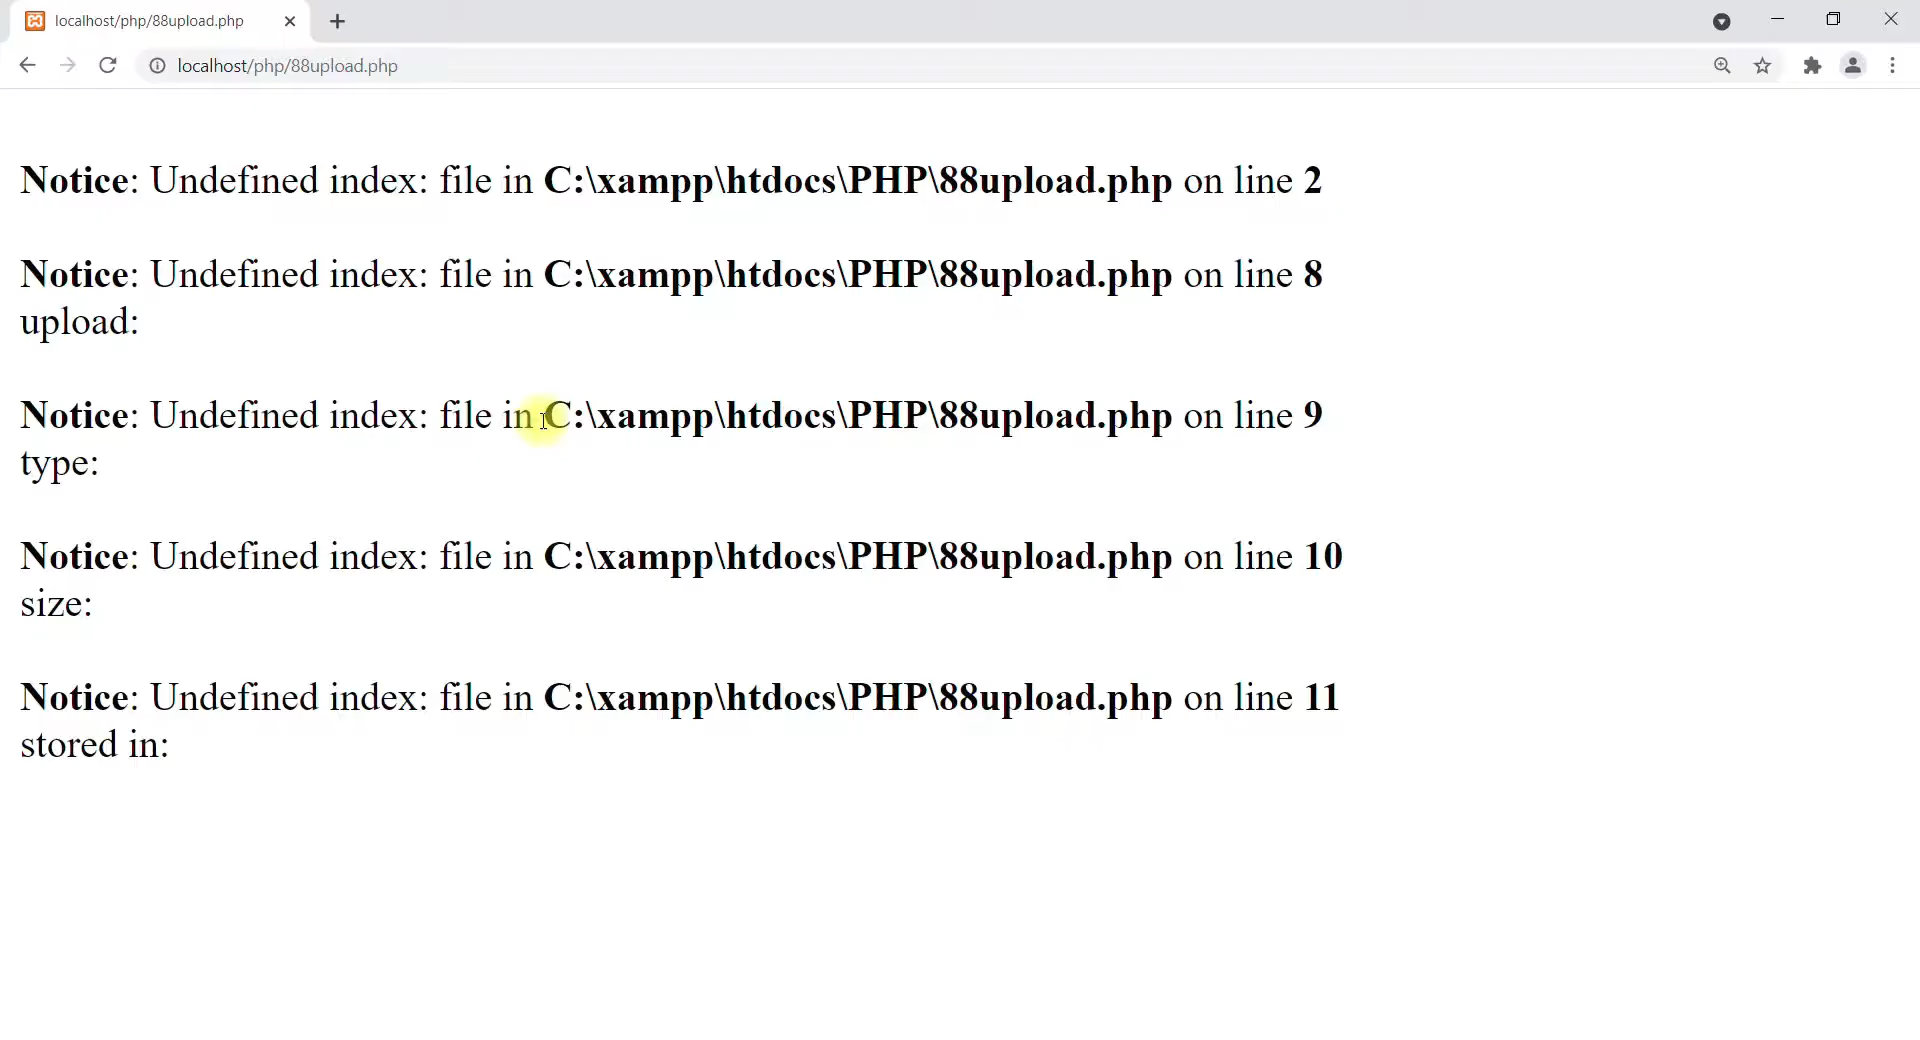 localhost/php/88upload.php
localhost/php/88upload.php
Notice: Undefined index: file in C:\xampp\htdocs\PHP\88upload.php on line 2
Notice: Undefined index: file in C:\xampp\htdocs\PHP\88upload.php on line 8
upload:
Notice: Undefined index: file in C:\xampp\htdocs\PHP\88upload.php on line 9
type:
Notice: Undefined index: file in C:\xampp\htdocs\PHP\88upload.php on line 10
size:
Notice: Undefined index: file in C:\xampp\htdocs\PHP\88upload.php on line 11
stored in: